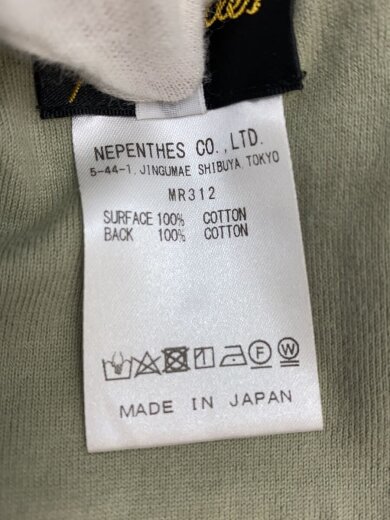 NEPENTHES CO.,LTD.
5-44-1,JINGUMAE SHIBUYA,TOKYO
MR312
SURFACE 100% COTTON
BACK 100% COTTON
F W
MADE IN JAPAN